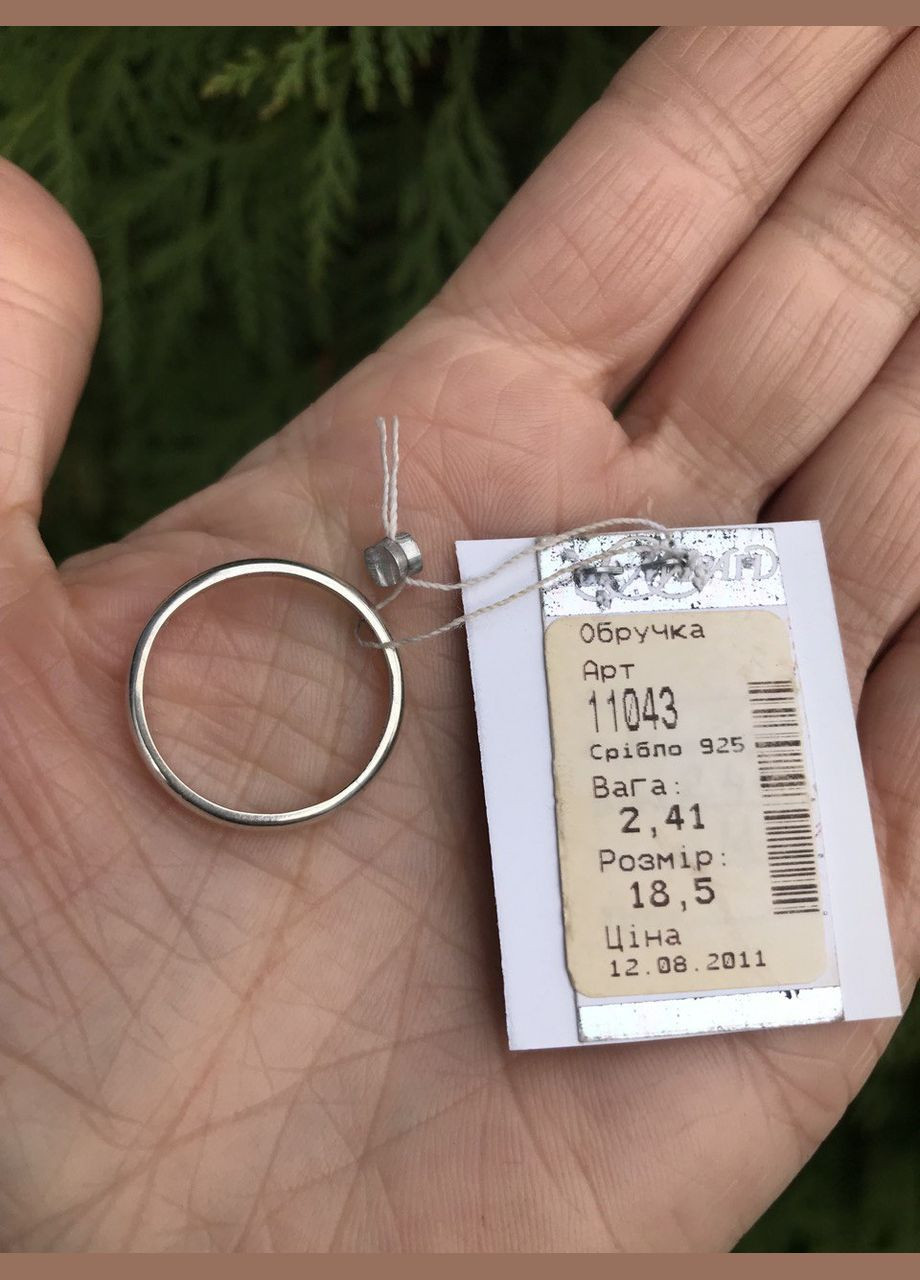 Обручка
Арт
11043
Срібло 925
Вага:
2,41
Розмір:
18,5
Ціна
12.08.2011